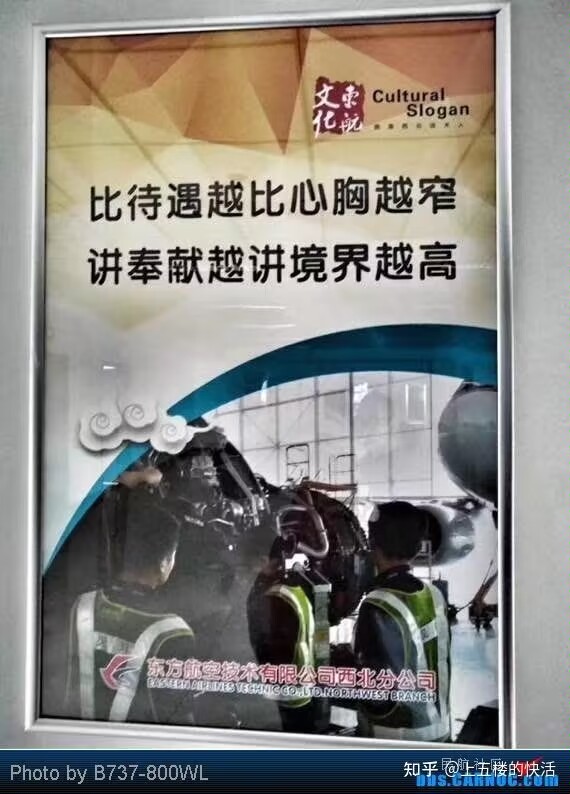 文东
化航
Cultural
Slogan
比待遇越比心胸越窄
讲奉献越讲境界越高
东方航空技术有限公司西北分公司
EASTERN AIRLINES TECHNIC CO.,LTD.NORTHWEST BRANCH
Photo by B737-800WL
知乎 @上五楼的快活
bbs.CARNOC.com